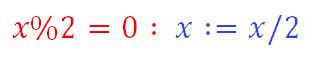 x%2 = 0 : x := x/2